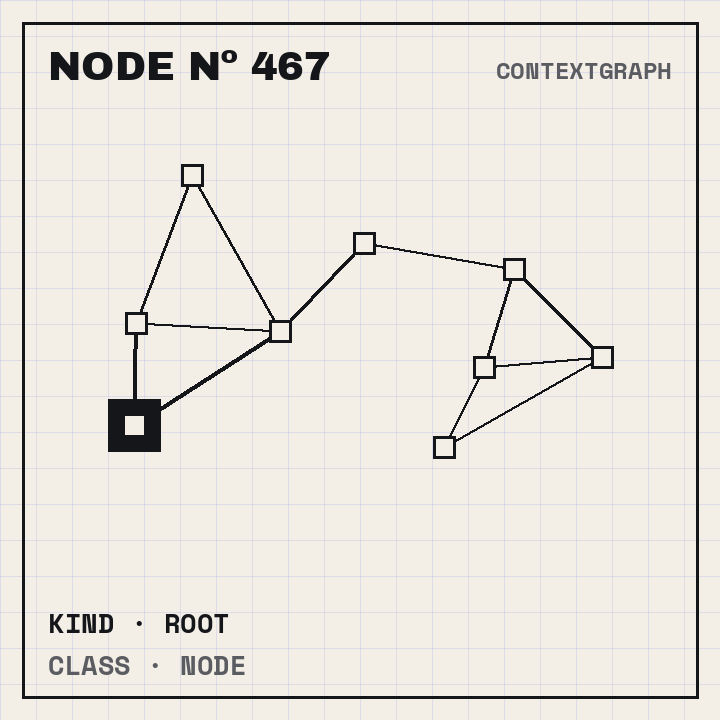 NODE Nº 467
CONTEXTGRAPH
KIND · ROOT
CLASS · NODE